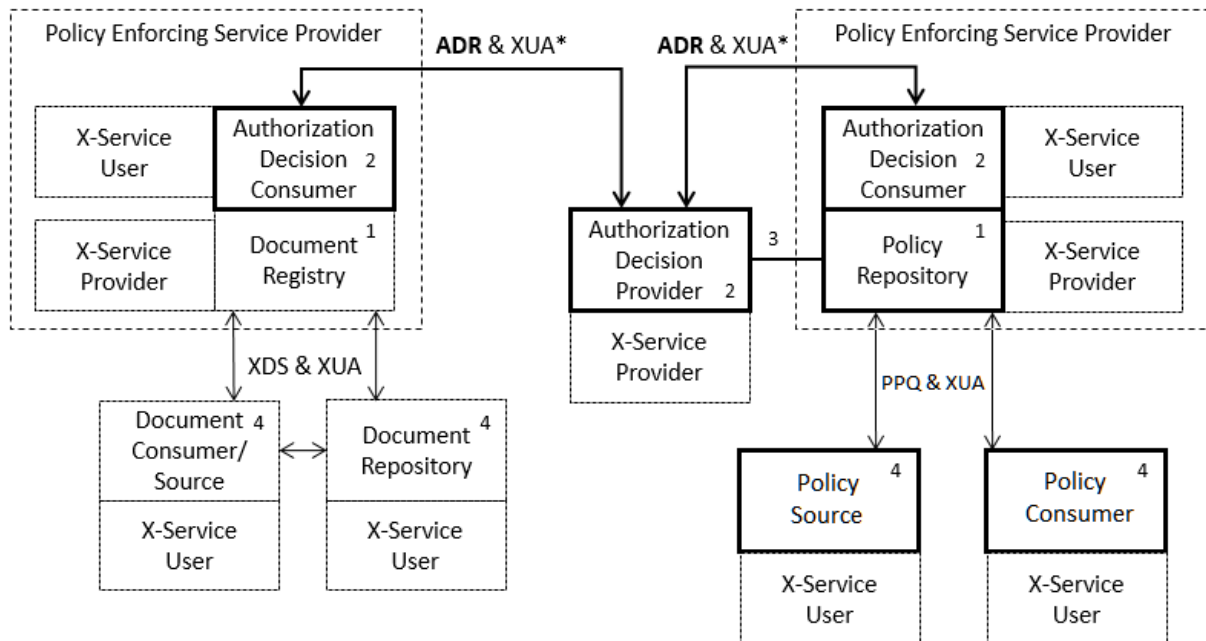 Policy Enforcing Service Provider
ADR & XUA*
ADR & XUA*
Policy Enforcing Service Provider
X-Service
User
Authorization
Decision 2
Consumer
X-Service
Provider
Document 1
Registry
Authorization
Decision
Provider 2
3
X-Service
Provider
Authorization
Decision 2
Consumer
X-Service
User
Policy 1
Repository
X-Service
Provider
XDS & XUA
PPQ & XUA
Document 4
Consumer/
Source
X-Service
User
Document 4
Repository
X-Service
User
Policy 4
Source
X-Service
User
Policy 4
Consumer
X-Service
User